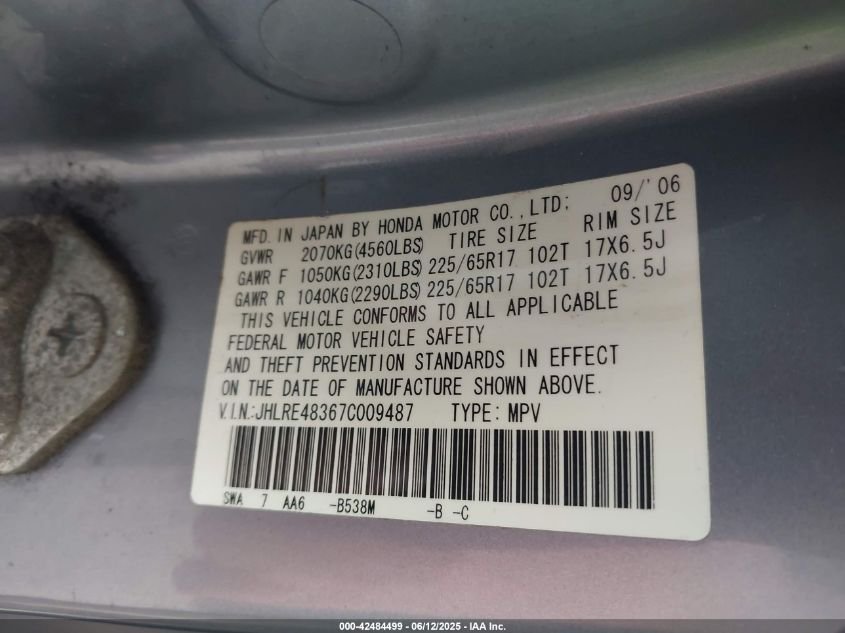 MFD. IN JAPAN BY HONDA MOTOR CO.,LTD; 09/'06
GVWR 2070KG(4560LBS) TIRE SIZE RIM SIZE
GAWR F 1050KG(2310LBS) 225/65R17 102T 17X6.5J
GAWR R 1040KG(2290LBS) 225/65R17 102T 17X6.5J
THIS VEHICLE CONFORMS TO ALL APPLICABLE
FEDERAL MOTOR VEHICLE SAFETY
AND THEFT PREVENTION STANDARDS IN EFFECT
ON THE DATE OF MANUFACTURE SHOWN ABOVE.
V.I.N.:JHLRE48367C009487 TYPE: MPV
SWA 7 AA6 -B538M -B -C
000-42484499 - 06/12/2025 - IAA Inc.